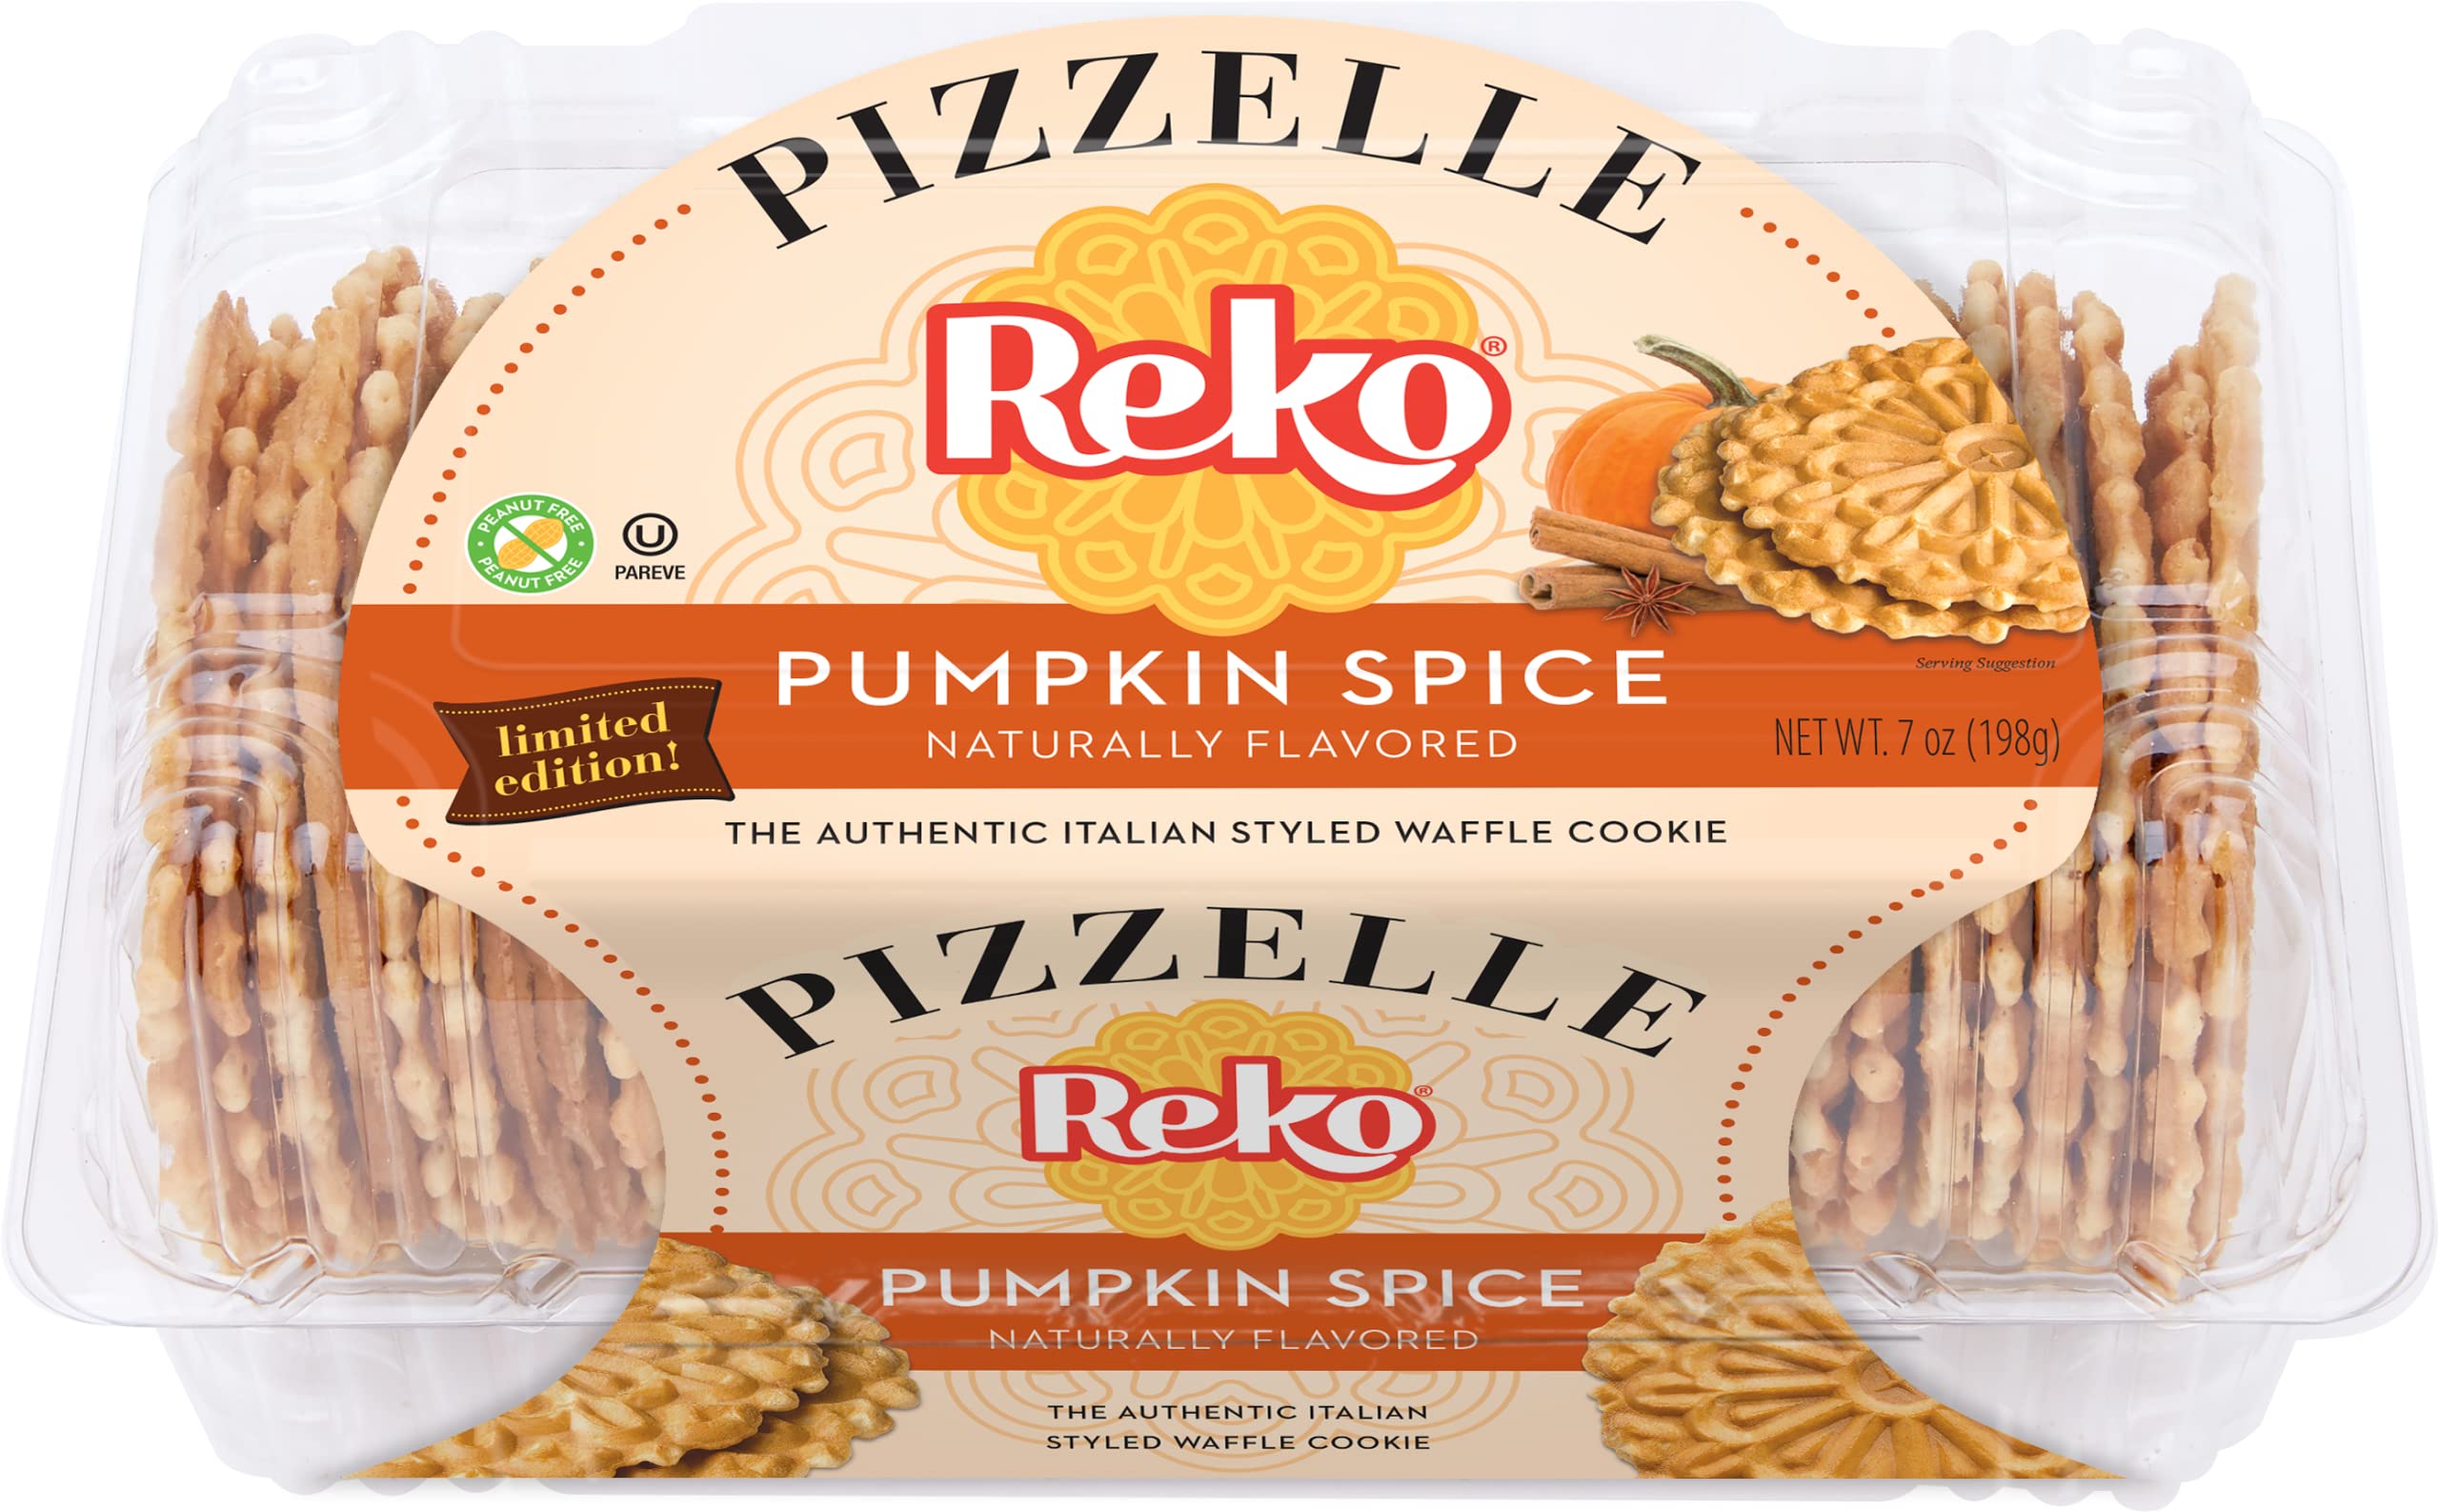 PIZZELLE
Reko®
PEANUT FREE
PEANUT FREE
U
PAREVE
PUMPKIN SPICE
Serving Suggestion
limited
edition!
NATURALLY FLAVORED
NET WT. 7 oz (198g)
THE AUTHENTIC ITALIAN STYLED WAFFLE COOKIE
PIZZELLE
Reko®
PUMPKIN SPICE
NATURALLY FLAVORED
THE AUTHENTIC ITALIAN
STYLED WAFFLE COOKIE